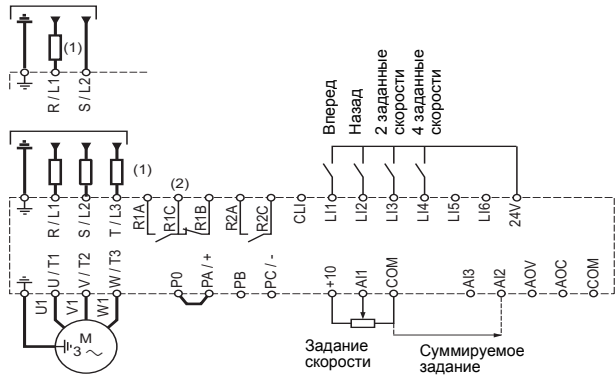 (1)
R / L1
S / L2
(1)
(2)
R / L1
S / L2
T / L3
R1A
R1C
R1B
R2A
R2C
CLI
LI1
LI2
LI3
LI4
LI5
LI6
24V
Вперед
Назад
2 заданные
скорости
4 заданные
скорости
U / T1
V / T2
W / T3
P0
PA / +
PB
PC / -
+10
AI1
COM
AI3
AI2
AOV
AOC
COM
U1
V1
W1
M
3
Задание
скорости
Суммируемое
задание